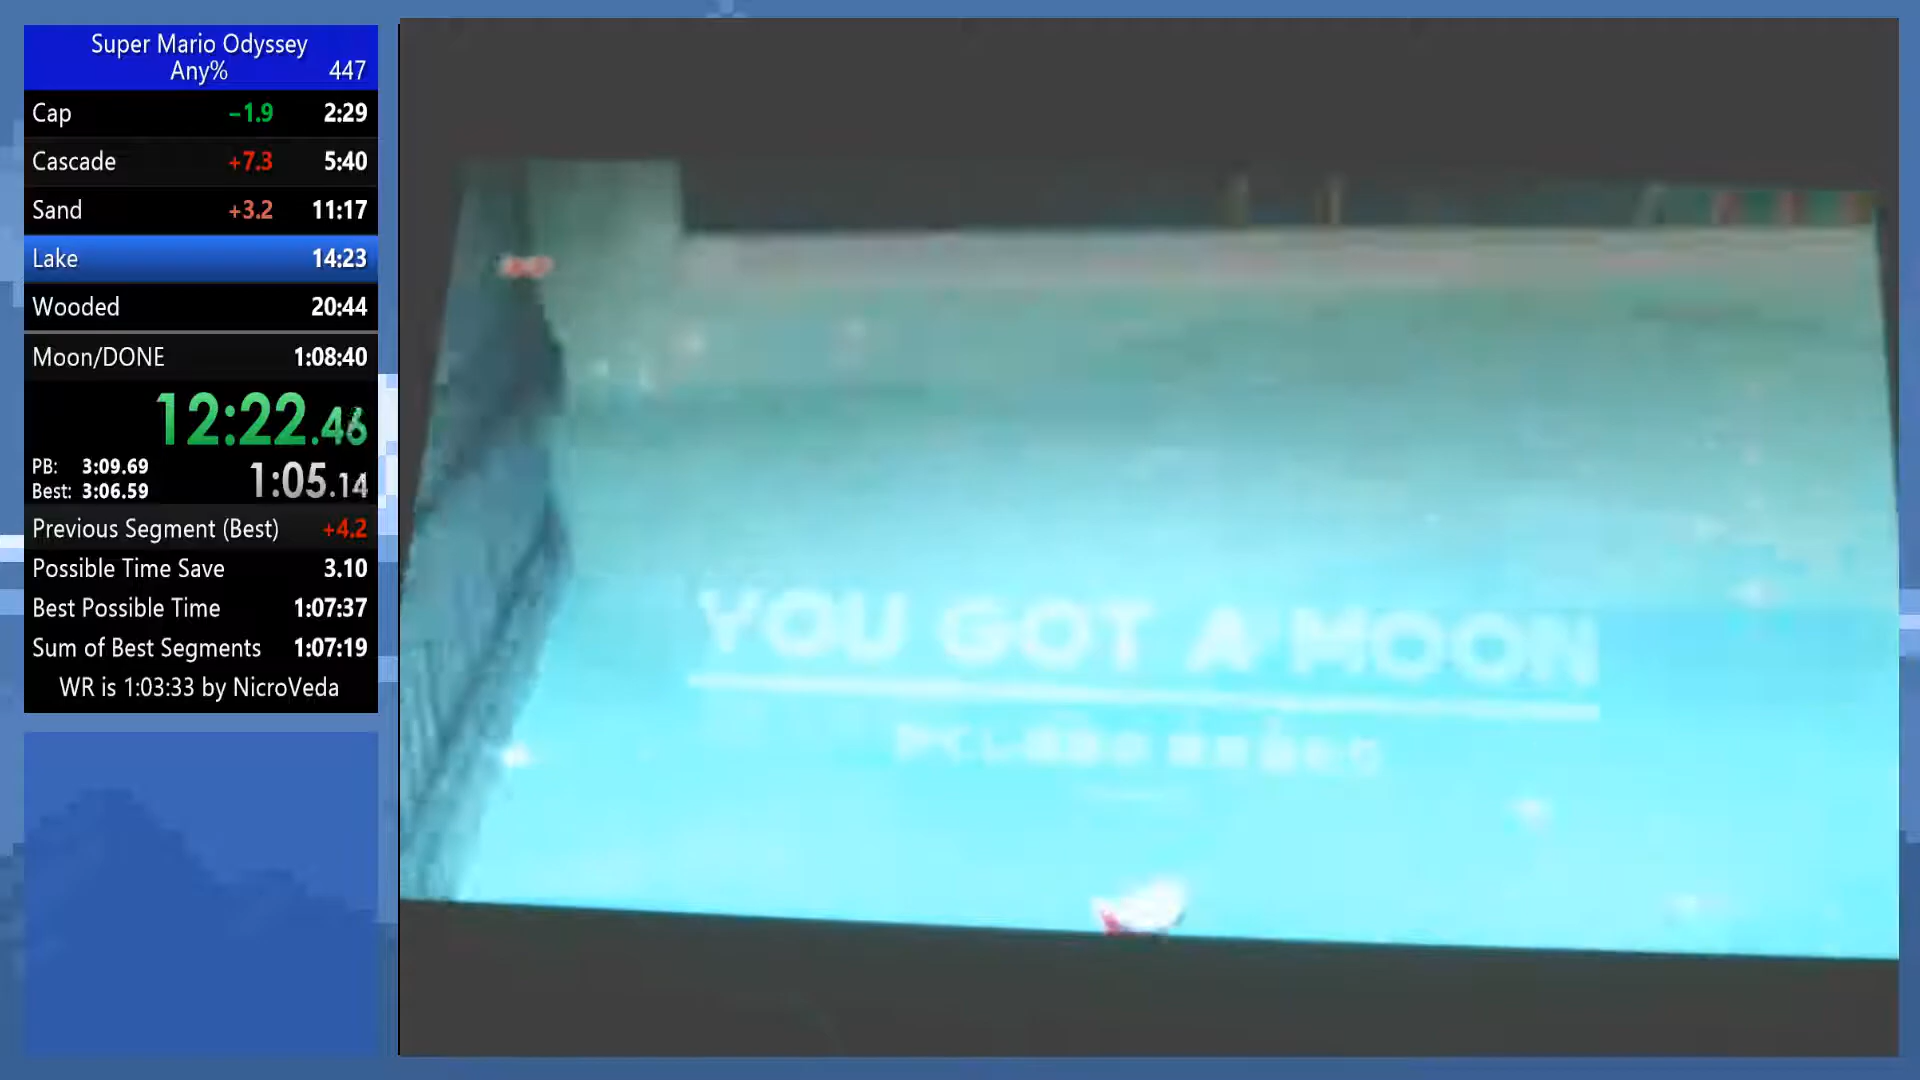 Super Mario Odyssey
Any% 447
Cap −1.9 2:29
Cascade +7.3 5:40
Sand +3.2 11:17
Lake 14:23
Wooded 20:44
Moon/DONE 1:08:40
12:22.46
PB: 3:09.69
Best: 3:06.59
1:05.14
Previous Segment (Best) +4.2
Possible Time Save 3.10
Best Possible Time 1:07:37
Sum of Best Segments 1:07:19
WR is 1:03:33 by NicroVeda
YOU GOT A MOON